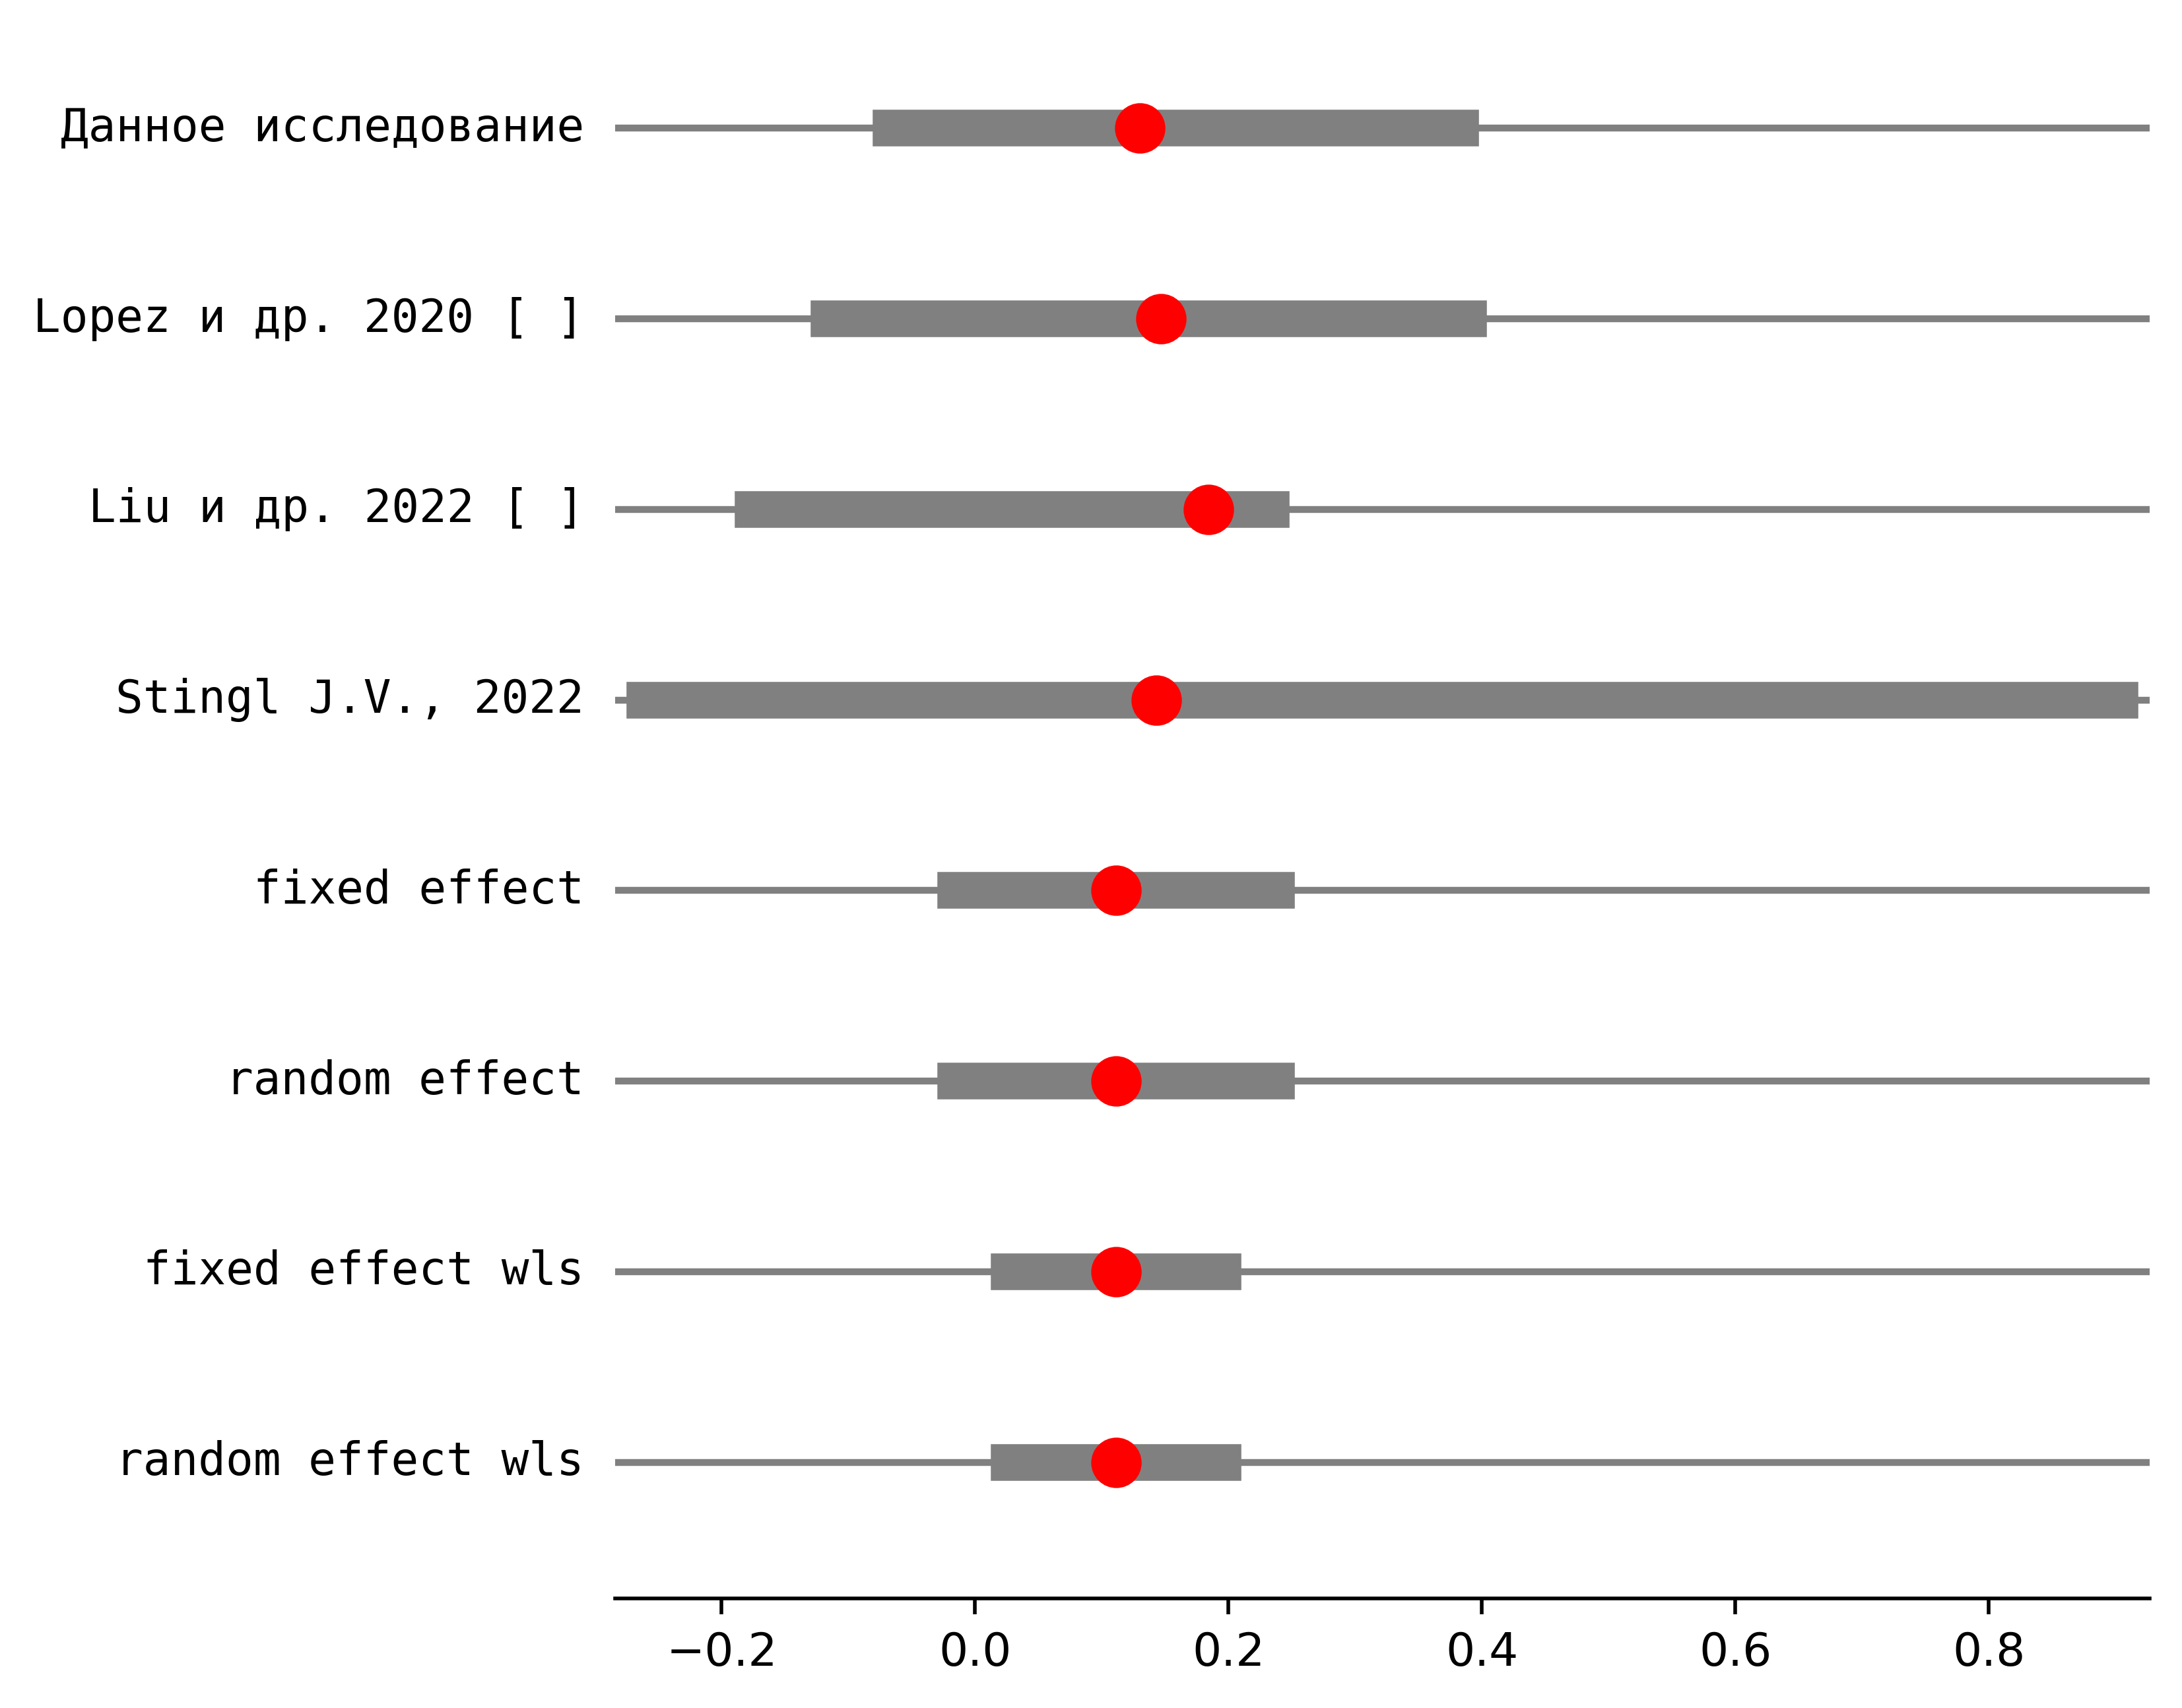 Данное исследование
Lopez и др. 2020 [ ]
Liu и др. 2022 [ ]
Stingl J.V., 2022
fixed effect
random effect
fixed effect wls
random effect wls
−0.2 0.0 0.2 0.4 0.6 0.8